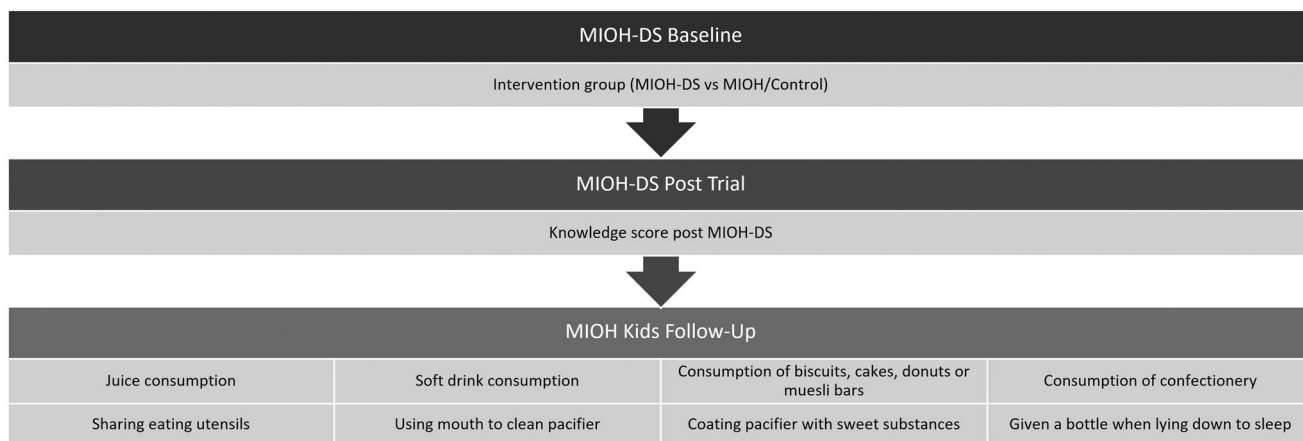 MIOH-DS Baseline
Intervention group (MIOH-DS vs MIOH/Control)
MIOH-DS Post Trial
Knowledge score post MIOH-DS
MIOH Kids Follow-Up
Juice consumption
Soft drink consumption
Consumption of biscuits, cakes, donuts or
muesli bars
Consumption of confectionery
Sharing eating utensils
Using mouth to clean pacifier
Coating pacifier with sweet substances
Given a bottle when lying down to sleep